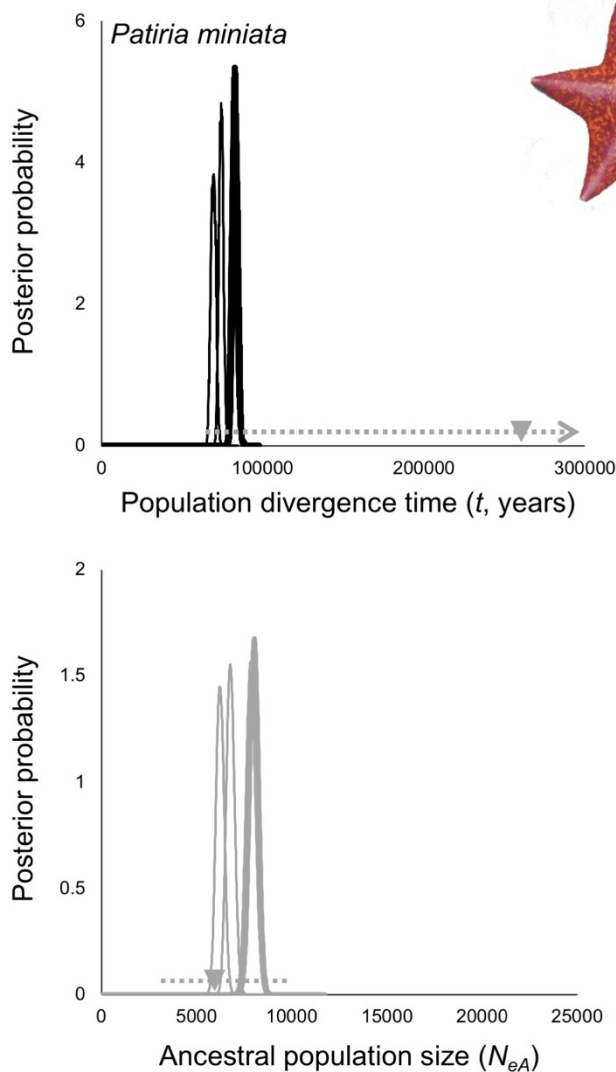 Patiria miniata
6
4
2
0
Posterior probability
0 100000 200000 300000
Population divergence time (t, years)
2
1.5
1
0.5
0
Posterior probability
0 5000 10000 15000 20000 25000
Ancestral population size (NeA)